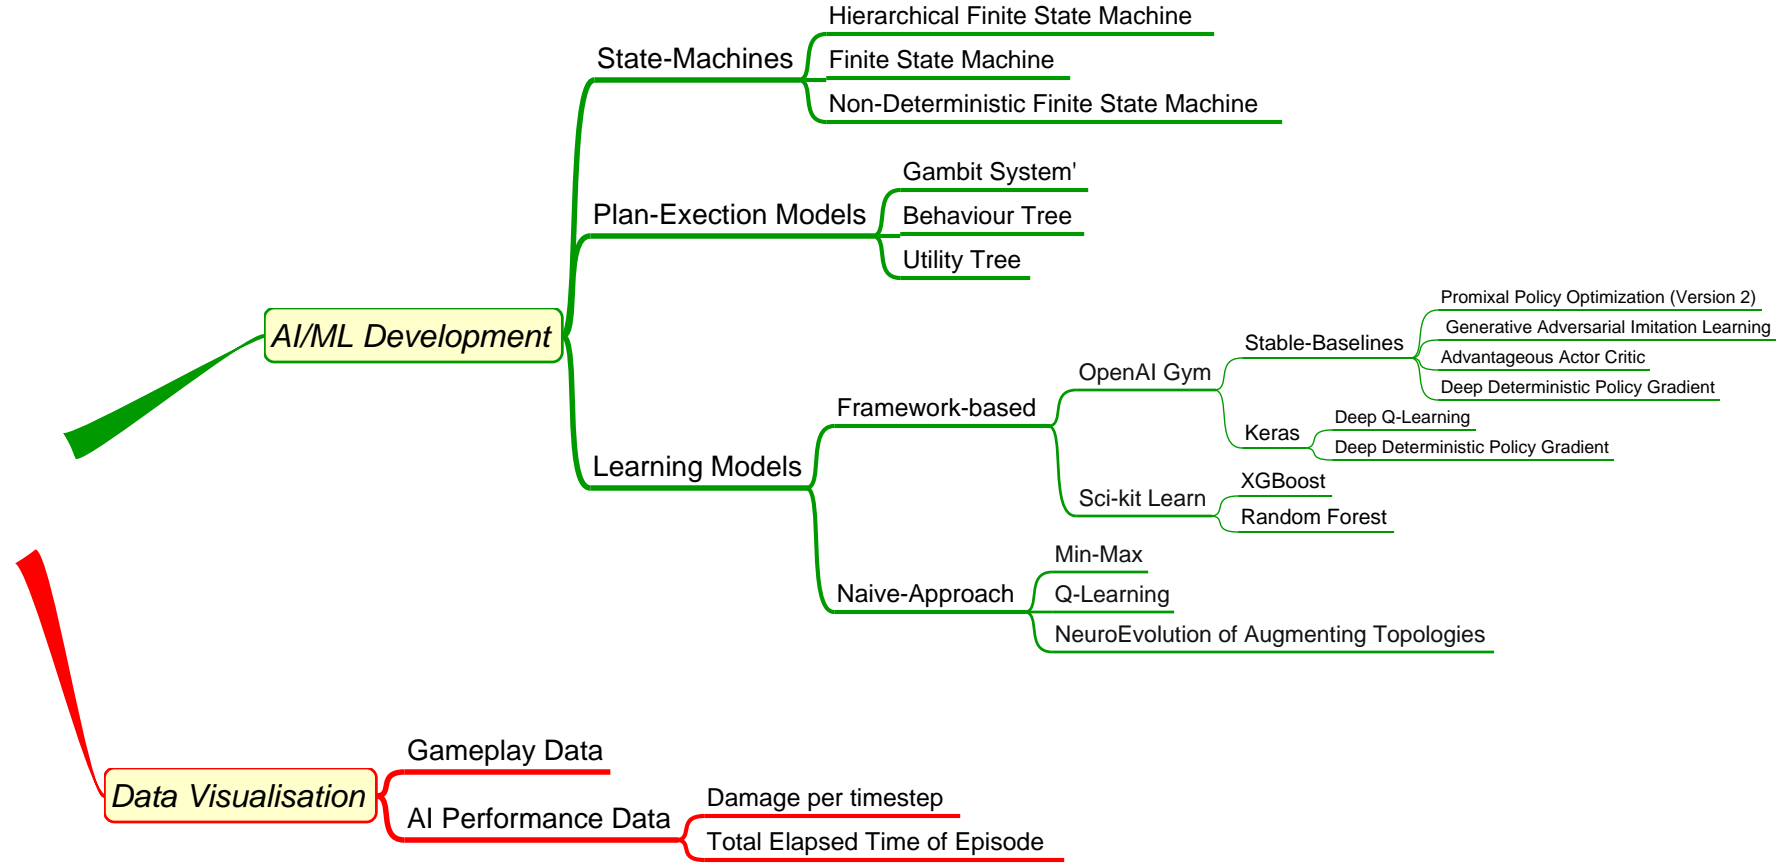 Hierarchical Finite State Machine
State-Machines
Finite State Machine
Non-Deterministic Finite State Machine
Gambit System'
Plan-Exection Models
Behaviour Tree
Utility Tree
AI/ML Development
Promixal Policy Optimization (Version 2)
Generative Adversarial Imitation Learning
Stable-Baselines
Advantageous Actor Critic
OpenAI Gym
Deep Deterministic Policy Gradient
Framework-based
Deep Q-Learning
Keras
Deep Deterministic Policy Gradient
Learning Models
XGBoost
Sci-kit Learn
Random Forest
Min-Max
Naive-Approach
Q-Learning
NeuroEvolution of Augmenting Topologies
Gameplay Data
Data Visualisation
Damage per timestep
AI Performance Data
Total Elapsed Time of Episode